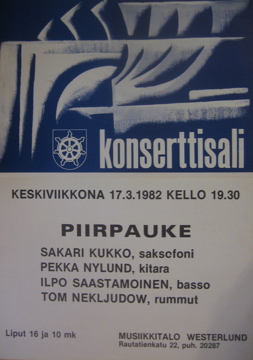 konserttisali
KESKIVIIKKONA 17.3.1982 KELLO 19.30
PIIRPAUKE
SAKARI KUKKO, saksofoni
PEKKA NYLUND, kitara
ILPO SAASTAMOINEN, basso
TOM NEKLJUDOW, rummut
Liput 16 ja 10 mk
MUSIIKKITALO WESTERLUND
Rautatienkatu 22, puh. 20287